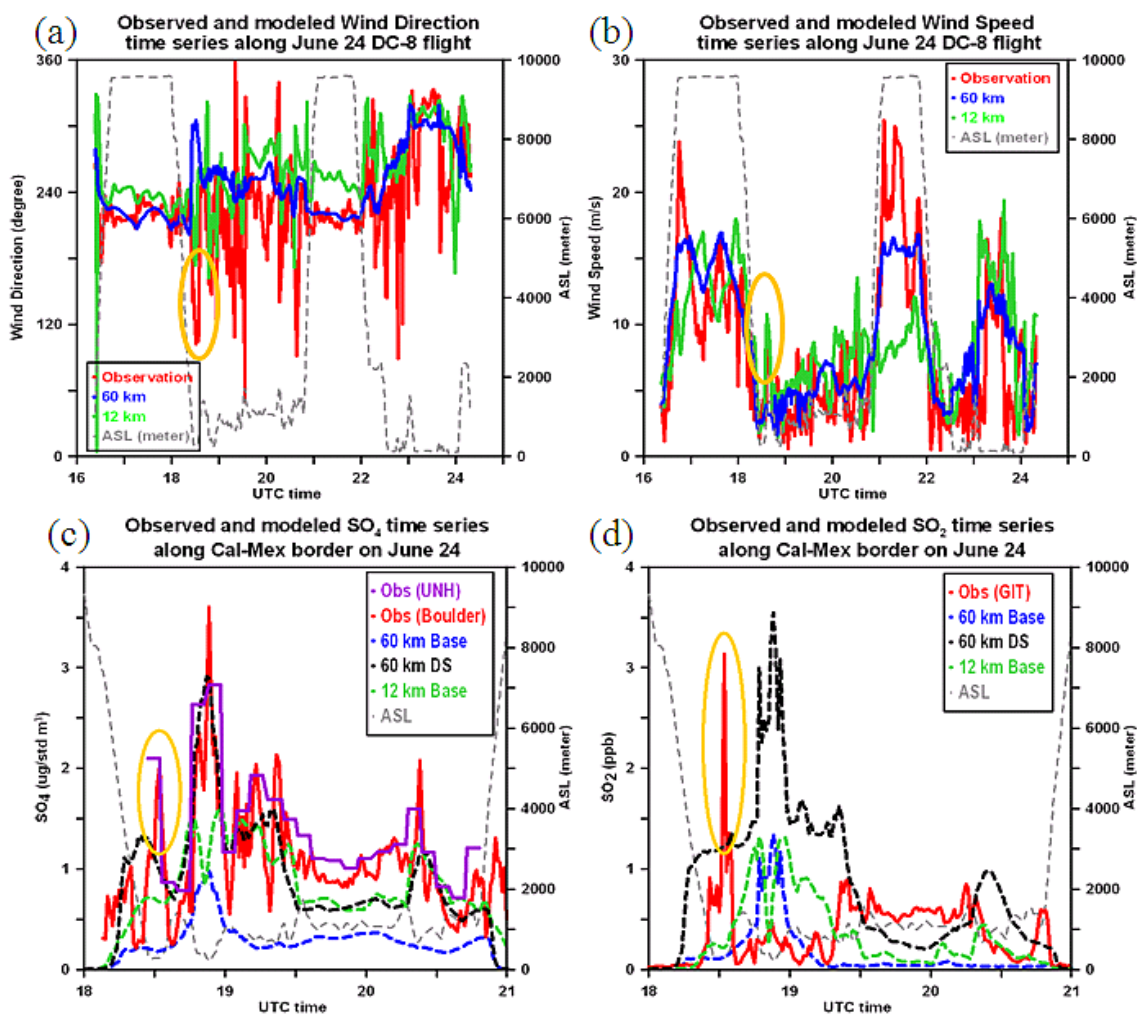 (a)
Observed and modeled Wind Direction
time series along June 24 DC-8 flight
360
240
120
0
Wind Direction (degree)
10000
8000
6000
4000
2000
0
ASL (meter)
Observation
60 km
12 km
ASL (meter)
16
18
20
22
24
UTC time
(b)
Observed and modeled Wind Speed
time series along June 24 DC-8 flight
30
20
10
0
Wind Speed (m/s)
10000
8000
6000
4000
2000
0
ASL (meter)
Observation
60 km
12 km
ASL (meter)
16
18
20
22
24
UTC time
(c)
Observed and modeled SO4 time series
along Cal-Mex border on June 24
4
3
2
1
0
SO4 (ug/std m³)
10000
8000
6000
4000
2000
0
ASL (meter)
Obs (UNH)
Obs (Boulder)
60 km Base
60 km DS
12 km Base
ASL
18
19
20
21
UTC time
(d)
Observed and modeled SO2 time series
along Cal-Mex border on June 24
4
3
2
1
0
SO2 (ppb)
10000
8000
6000
4000
2000
0
ASL (meter)
Obs (GIT)
60 km Base
60 km DS
12 km Base
ASL
18
19
20
21
UTC time